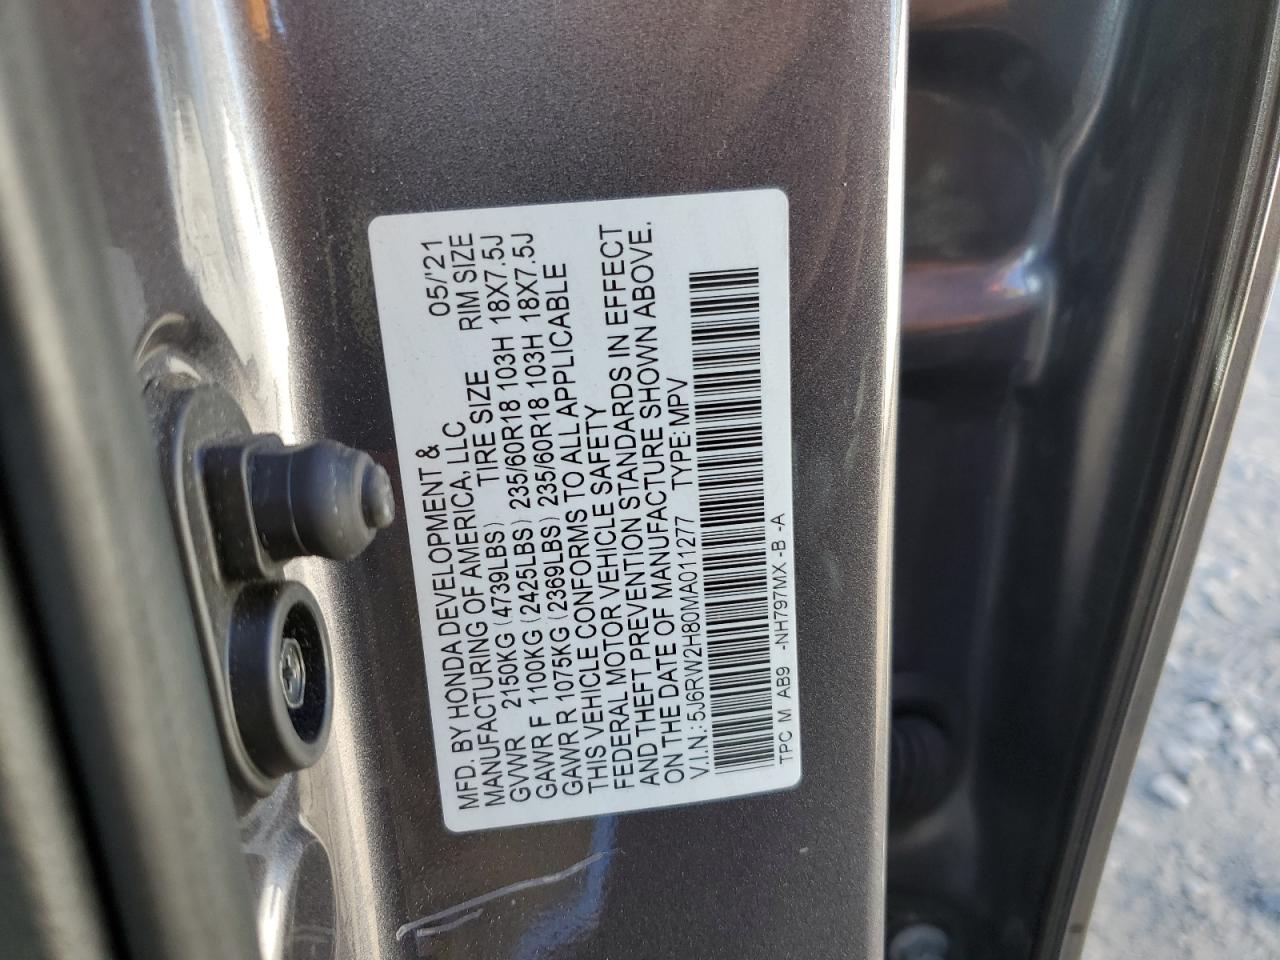 MFD. BY HONDA DEVELOPMENT &
MANUFACTURING OF AMERICA, LLC 05/'21
GVWR 2150KG (4739LBS) TIRE SIZE RIM SIZE
GAWR F 1100KG (2425LBS) 235/60R18 103H 18X7.5J
GAWR R 1075KG (2369LBS) 235/60R18 103H 18X7.5J
THIS VEHICLE CONFORMS TO ALL APPLICABLE
FEDERAL MOTOR VEHICLE SAFETY
AND THEFT PREVENTION STANDARDS IN EFFECT
ON THE DATE OF MANUFACTURE SHOWN ABOVE.
V.I.N.: 5J6RW2H80MA011277 TYPE: MPV
TPC M AB9 -NH797MX -B -A